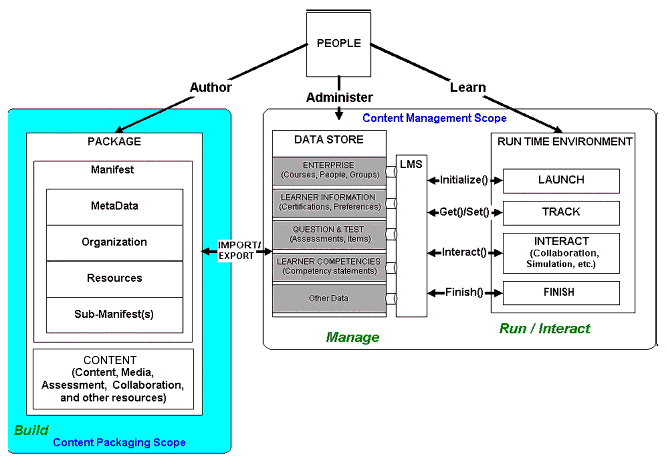 PEOPLE
Author
Administer
Learn
PACKAGE
Manifest
MetaData
Organization
Resources
Sub-Manifest(s)
CONTENT
(Content, Media,
Assessment, Collaboration,
and other resources)
Build
Content Packaging Scope
IMPORT/
EXPORT
Content Management Scope
DATA STORE
ENTERPRISE
(Courses, People, Groups)
LEARNER INFORMATION
(Certifications, Preferences)
QUESTION & TEST
(Assessments, Items)
LEARNER COMPETENCIES
(Competency statements)
Other Data
LMS
Manage
Initialize()
Get()/Set()
Interact()
Finish()
RUN TIME ENVIRONMENT
LAUNCH
TRACK
INTERACT
(Collaboration,
Simulation, etc.)
FINISH
Run / Interact